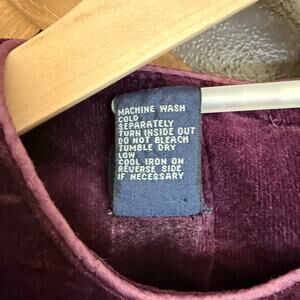 MACHINE WASH
COLD
SEPARATELY
TURN INSIDE OUT
DO NOT BLEACH
TUMBLE DRY
LOW
COOL IRON ON
REVERSE SIDE
IF NECESSARY